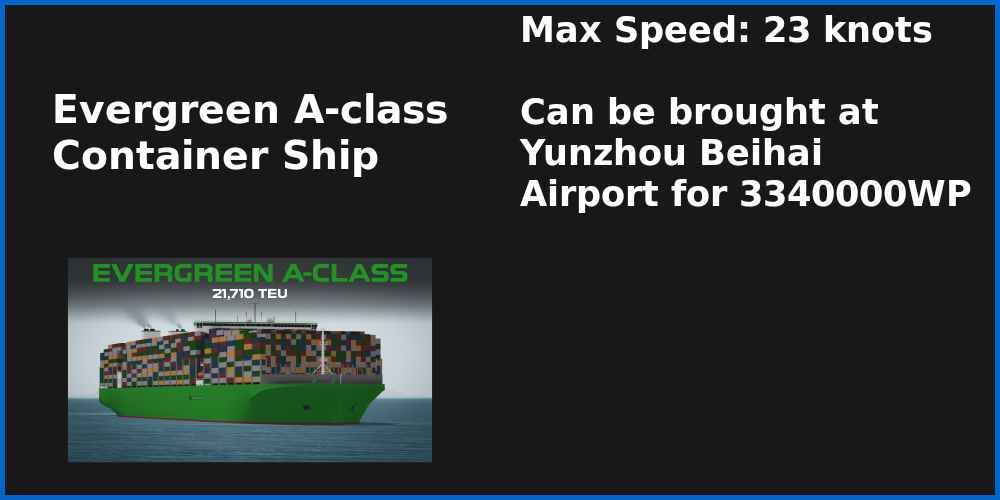 Max Speed: 23 knots
Evergreen A-class
Container Ship
Can be brought at
Yunzhou Beihai
Airport for 3340000WP
EVERGREEN A-CLASS
21,710 TEU